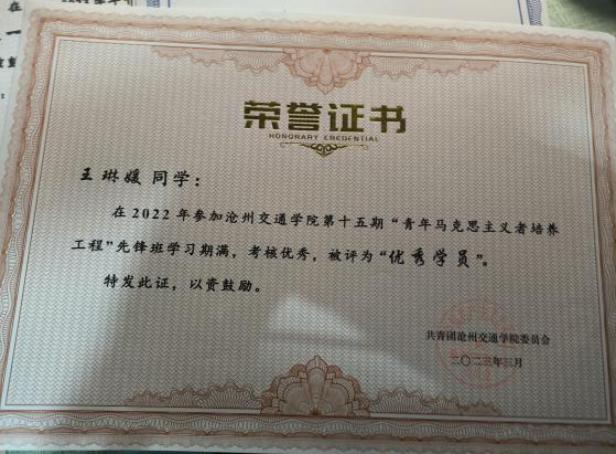 荣誉证书
HONORARY CREDENTIAL
王琳媛 同学：
在2022年参加沧州交通学院第十五期“青年马克思主义者培养
工程”先锋班学习期满，考核优秀，被评为“优秀学员”。
特发此证，以资鼓励。
共青团沧州交通学院委员会
二〇二三年三月